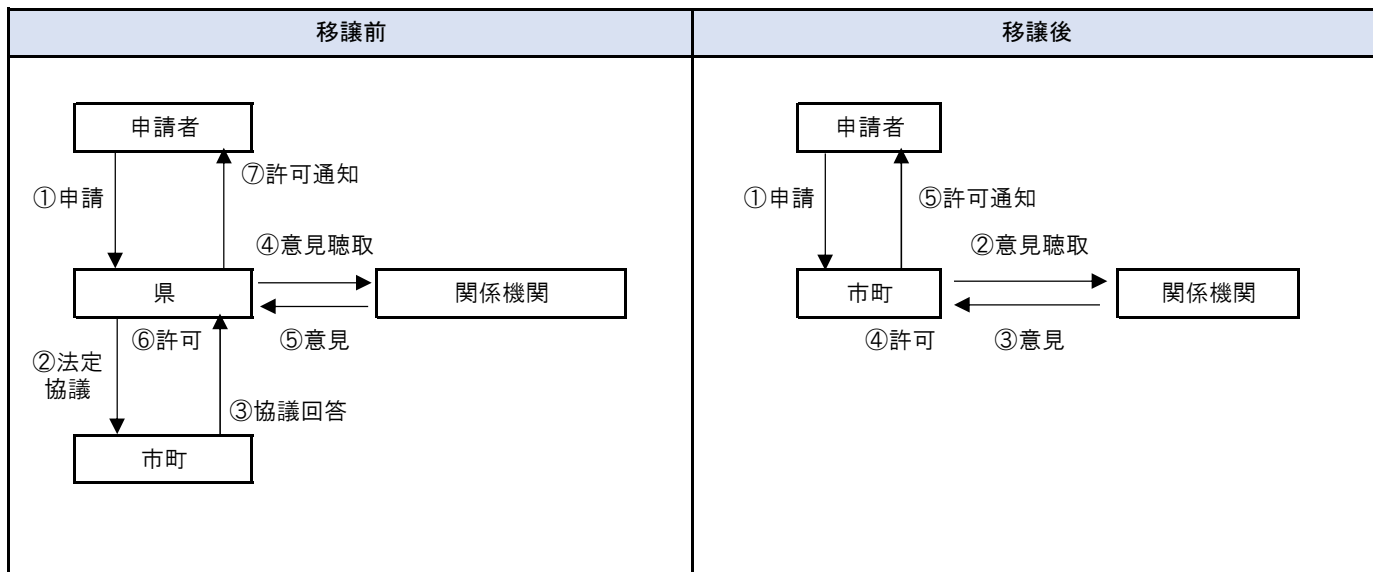 移譲前
移譲後
申請者
⑦許可通知
①申請
④意見聴取
県
関係機関
⑥許可
⑤意見
②法定
協議
③協議回答
市町
申請者
①申請
⑤許可通知
②意見聴取
市町
関係機関
④許可
③意見